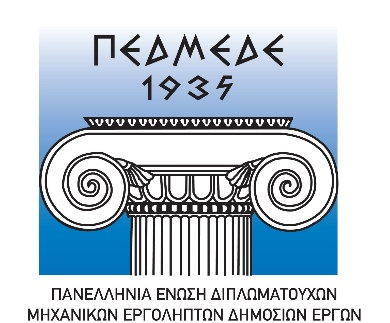 ΠΕΔΜΕΔΕ
1935
ΠΑΝΕΛΛΗΝΙΑ ΕΝΩΣΗ ΔΙΠΛΩΜΑΤΟΥΧΩΝ
ΜΗΧΑΝΙΚΩΝ ΕΡΓΟΛΗΠΤΩΝ ΔΗΜΟΣΙΩΝ ΕΡΓΩΝ